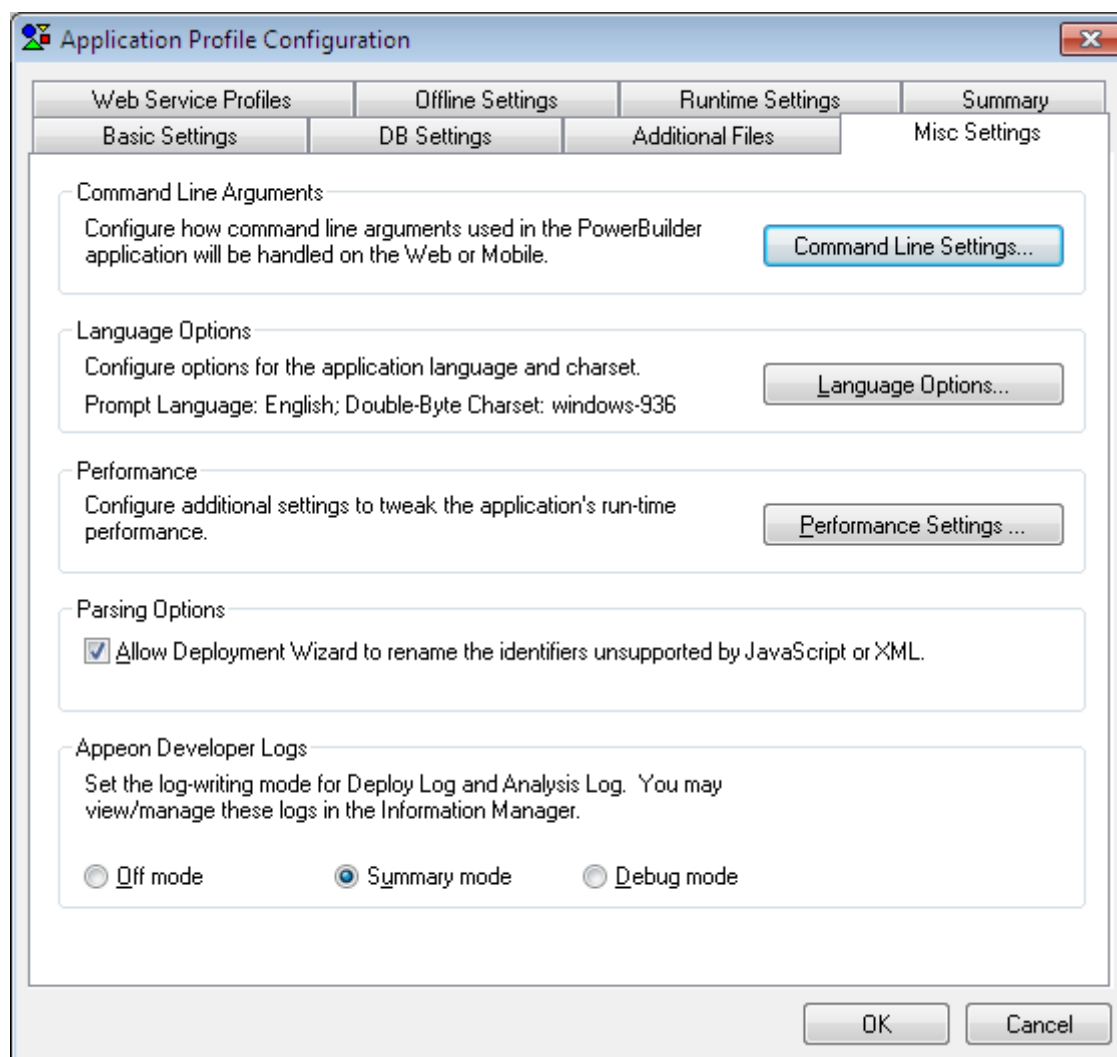 Application Profile Configuration
Web Service Profiles
Offline Settings
Runtime Settings
Summary
Basic Settings
DB Settings
Additional Files
Misc Settings
Command Line Arguments
Configure how command line arguments used in the PowerBuilder
application will be handled on the Web or Mobile.
Command Line Settings...
Language Options
Configure options for the application language and charset.
Prompt Language: English; Double-Byte Charset: windows-936
Language Options...
Performance
Configure additional settings to tweak the application's run-time
performance.
Performance Settings ...
Parsing Options
Allow Deployment Wizard to rename the identifiers unsupported by JavaScript or XML.
Appeon Developer Logs
Set the log-writing mode for Deploy Log and Analysis Log.  You may
view/manage these logs in the Information Manager.
Off mode
Summary mode
Debug mode
OK
Cancel